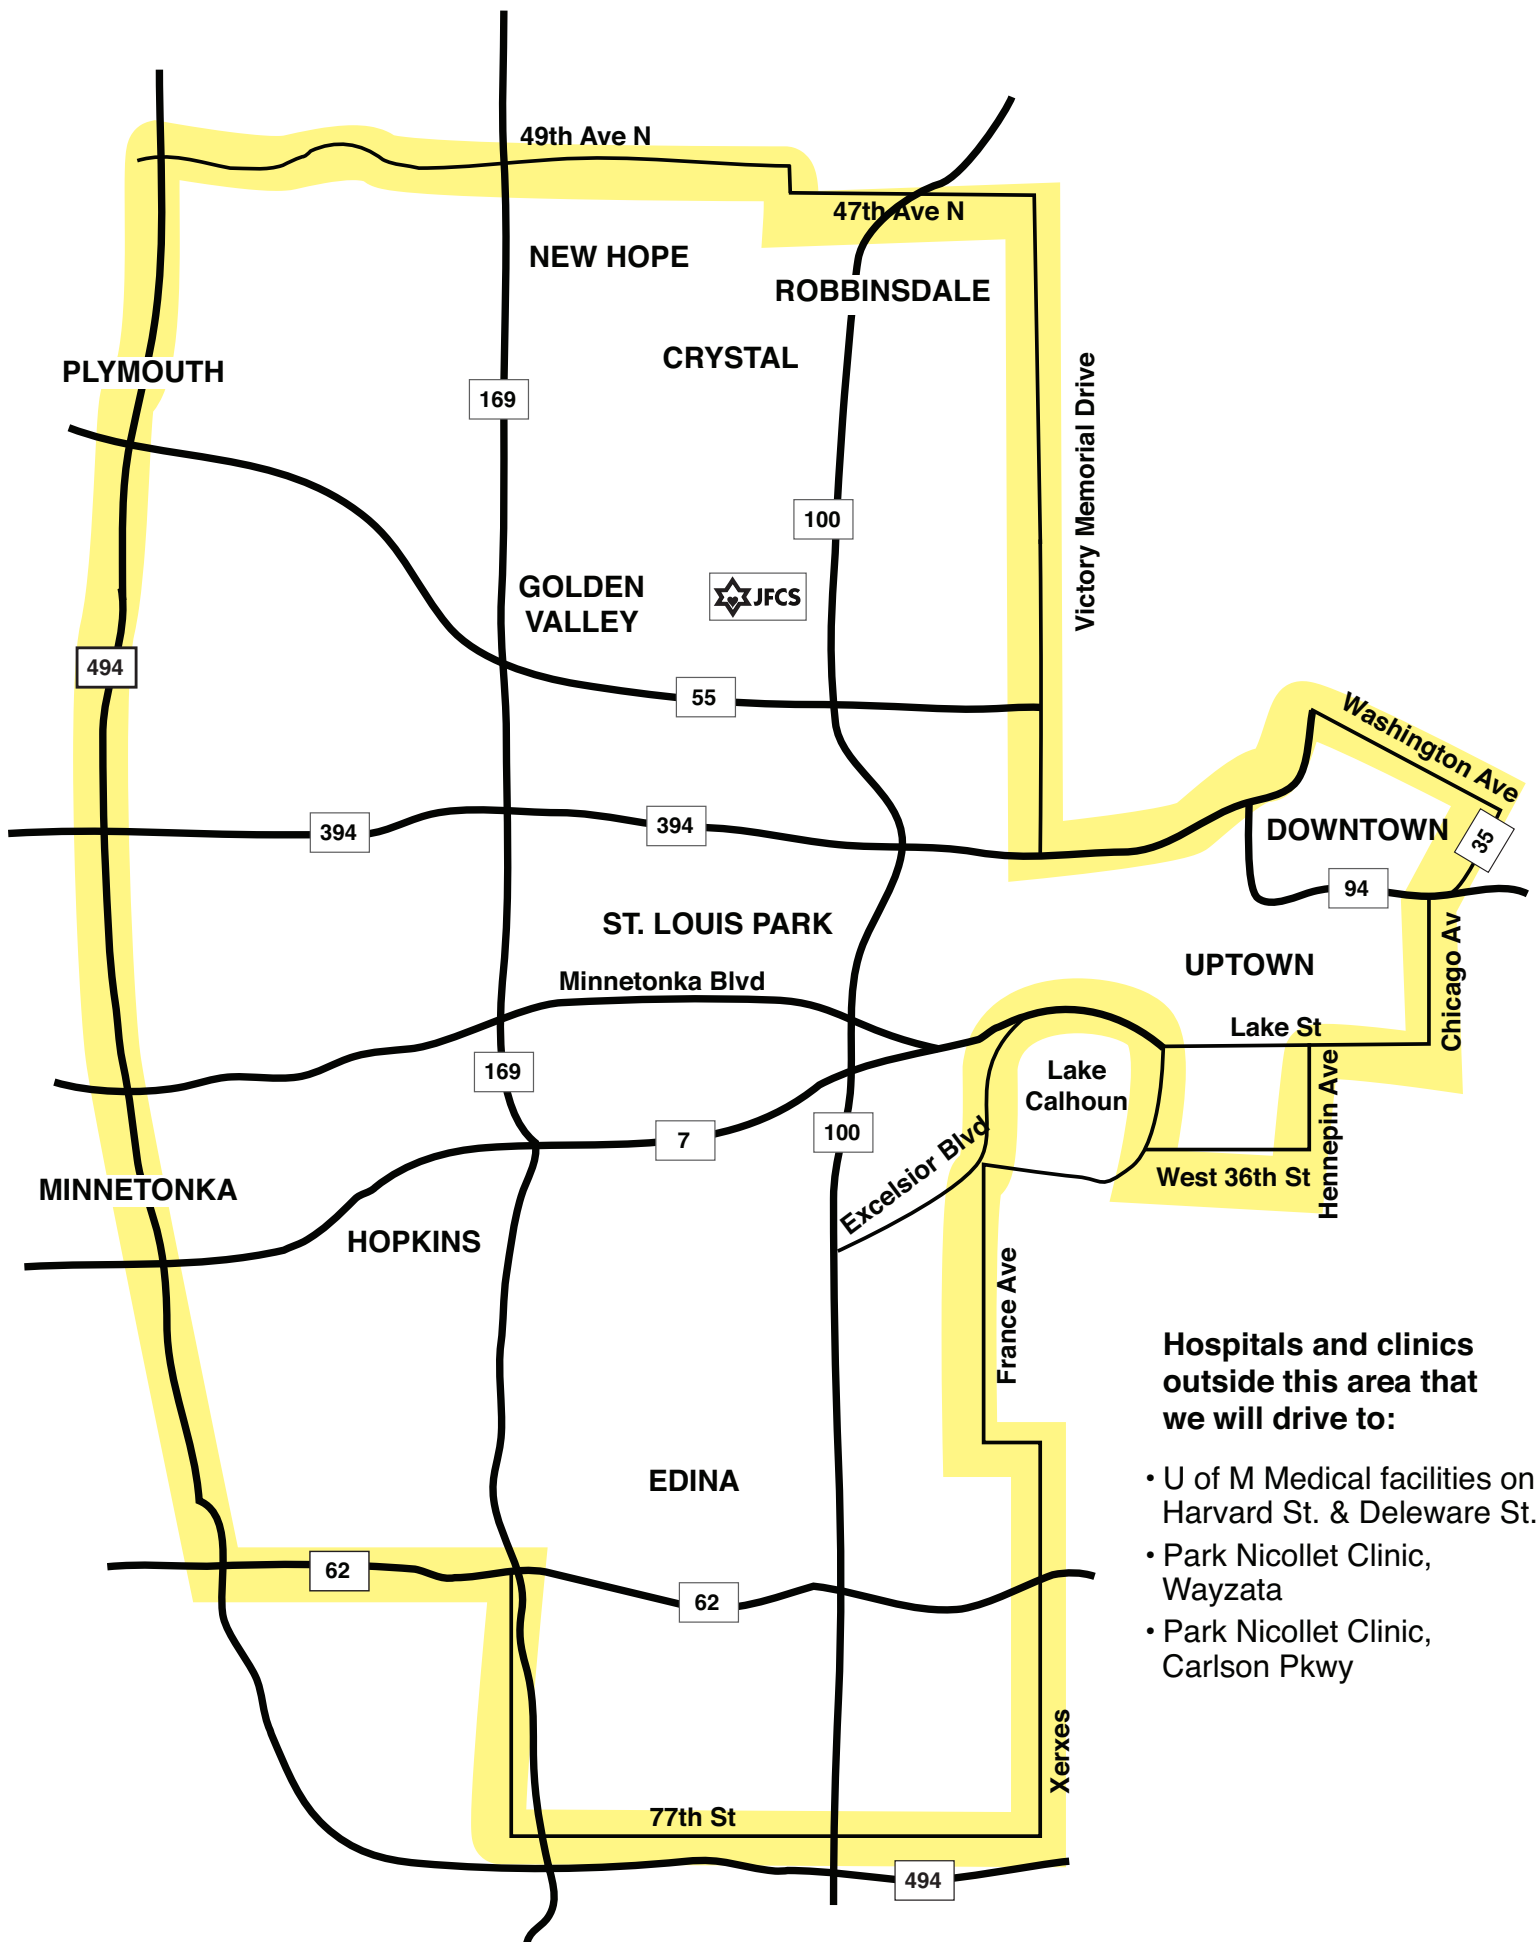 49th Ave N
47th Ave N
NEW HOPE
ROBBINSDALE
CRYSTAL
PLYMOUTH
169
Victory Memorial Drive
100
GOLDEN
VALLEY
JFCS
494
55
Washington Ave
394
394
DOWNTOWN
35
94
ST. LOUIS PARK
UPTOWN
Chicago Av
Minnetonka Blvd
Lake St
169
Lake
Calhoun
Hennepin Ave
7
100
Excelsior Blvd
West 36th St
MINNETONKA
HOPKINS
France Ave
Hospitals and clinics
outside this area that
we will drive to:
• U of M Medical facilities on
Harvard St. & Deleware St.
• Park Nicollet Clinic,
Wayzata
• Park Nicollet Clinic,
Carlson Pkwy
EDINA
62
62
Xerxes
77th St
494